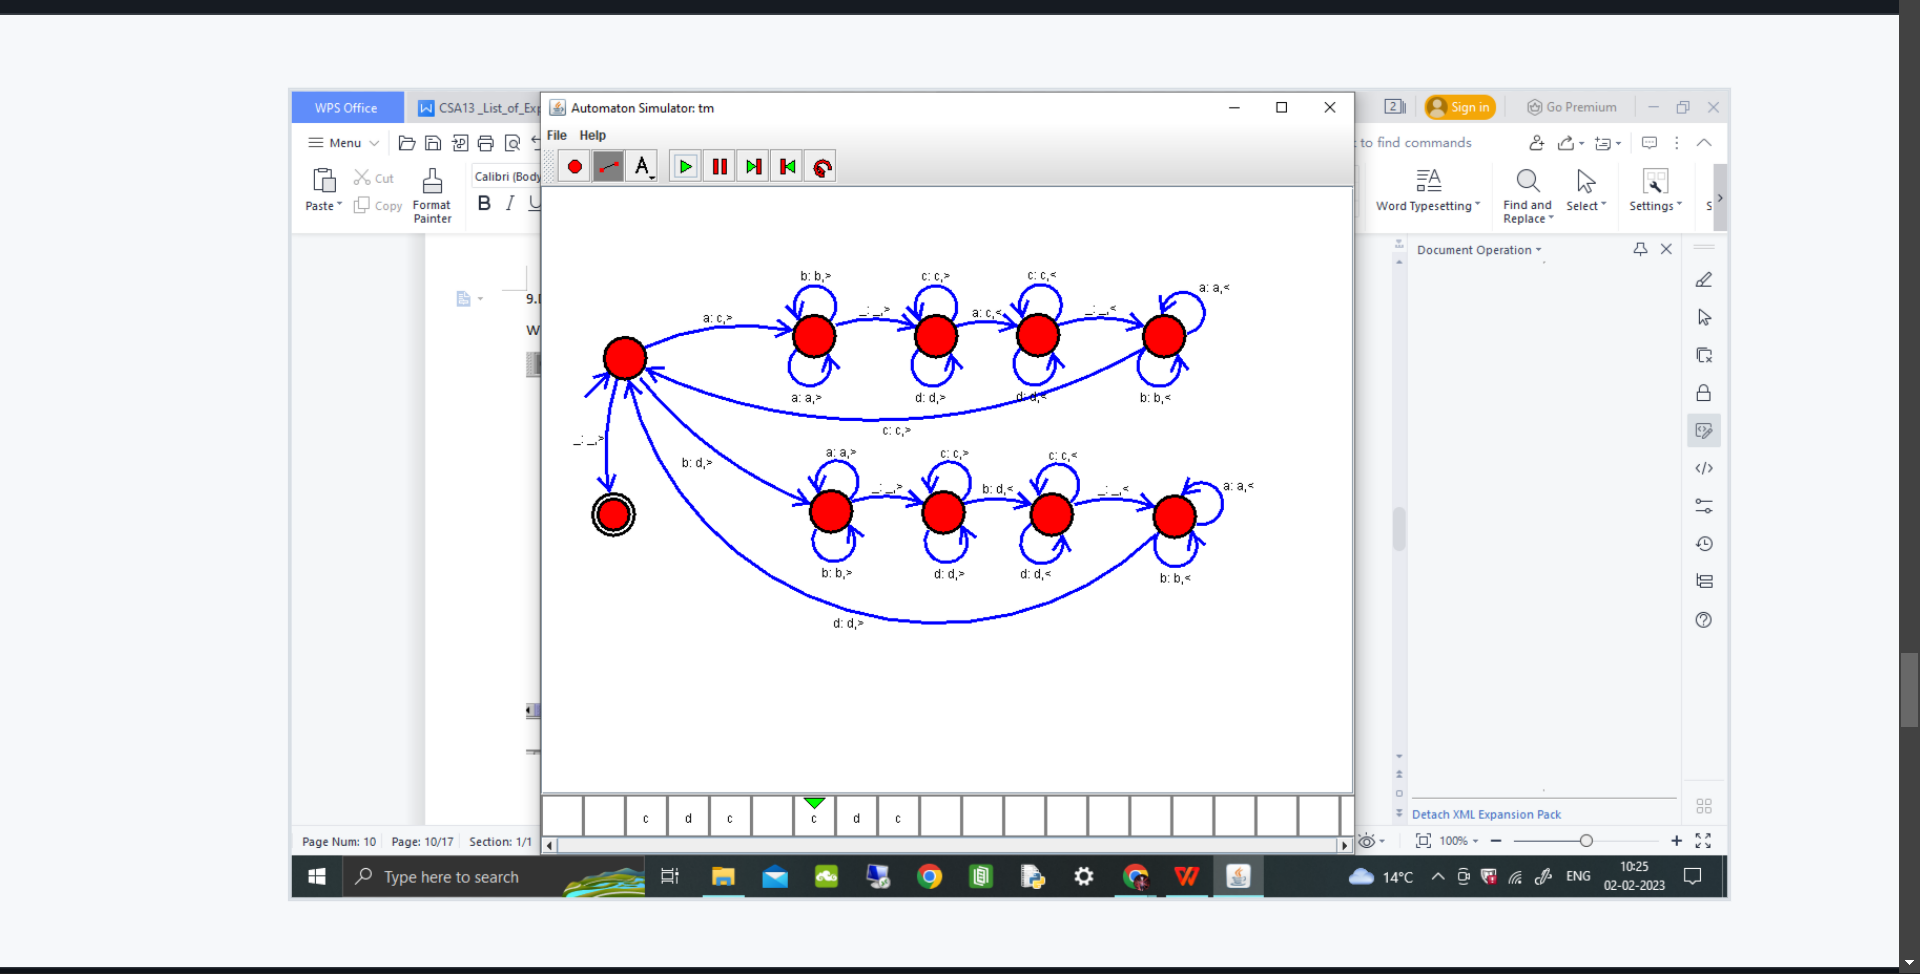 WPS Office
CSA13_List_of_Exp
Automaton Simulator: tm
2
Sign in
Go Premium
Menu
File Help
to find commands
Paste
Cut
Copy
Format
Painter
Calibri (Body
B I U
A
Word Typesetting
Find and
Replace
Select
Settings
S
Document Operation
9.
W
b: b,>
c: c,>
c: c,<
a: a,<
a: c,>
_: _,>
a: c,<
_: _,<
a: a,>
d: d,>
d: d,<
b: b,<
c: c,>
_: _,>
b: d,>
a: a,>
c: c,>
c: c,<
a: a,<
_: _,>
b: d,<
_: _,<
b: b,>
d: d,>
d: d,<
b: b,<
d: d,>
c d c c d c
Detach XML Expansion Pack
Page Num: 10 Page: 10/17 Section: 1/1
100%
Type here to search
14°C
ENG
10:25
02-02-2023